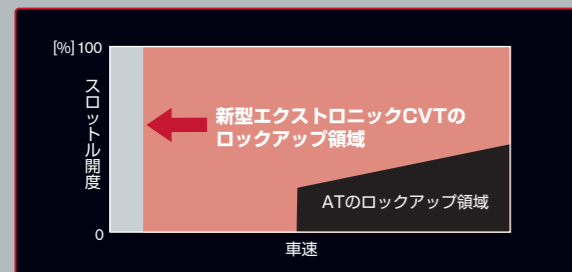 [%]100
スロットル開度
新型エクストロニックCVTの
ロックアップ領域
ATのロックアップ領域
0
車速